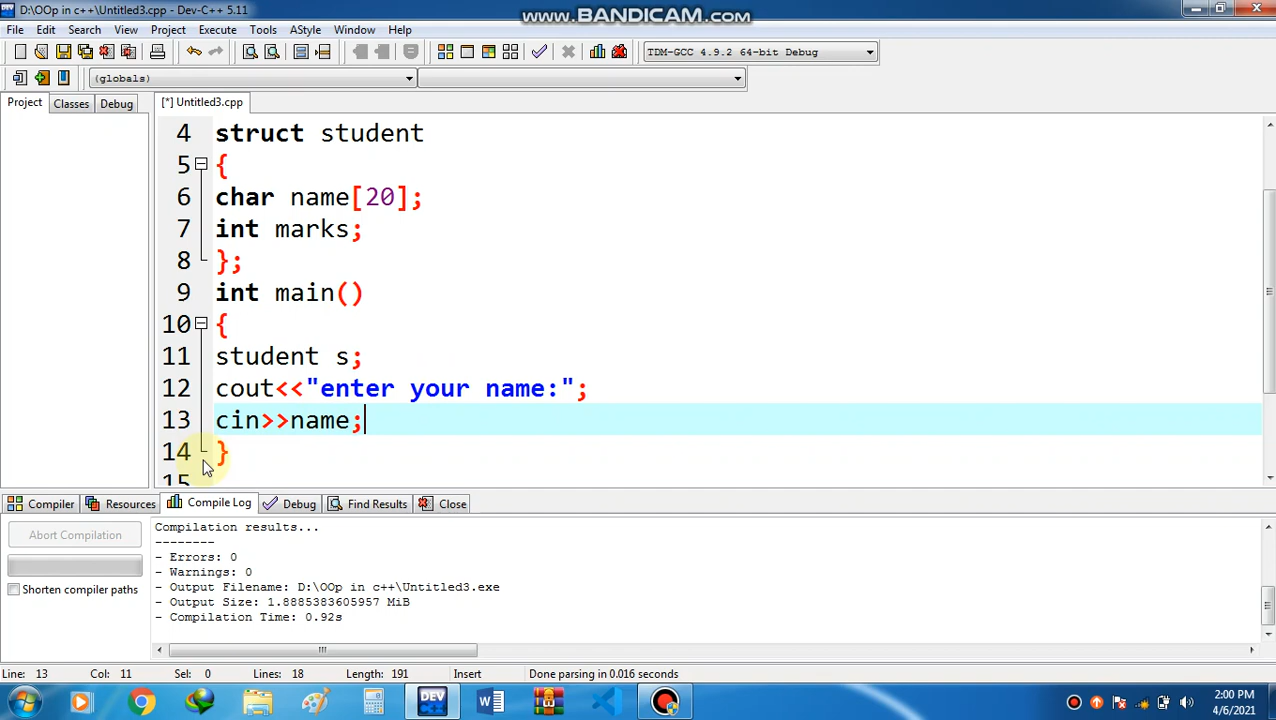 D:\OOp in c++\Untitled3.cpp - Dev-C++ 5.11
www.BANDICAM.com
File Edit Search View Project Execute Tools AStyle Window Help
TDM-GCC 4.9.2 64-bit Debug
(globals)
Project Classes Debug
[*] Untitled3.cpp
4 struct student
5 {
6 char name[20];
7 int marks;
8 };
9 int main()
10 {
11 student s;
12 cout<<"enter your name:";
13 cin>>name;
14 }
15
Compiler Resources Compile Log Debug Find Results Close
Abort Compilation
Shorten compiler paths
Compilation results...
--------
- Errors: 0
- Warnings: 0
- Output Filename: D:\OOp in c++\Untitled3.exe
- Output Size: 1.8885383605957 MiB
- Compilation Time: 0.92s
Line: 13 Col: 11 Sel: 0 Lines: 18 Length: 191 Insert Done parsing in 0.016 seconds
DEV C++
W
2:00 PM
4/6/2021